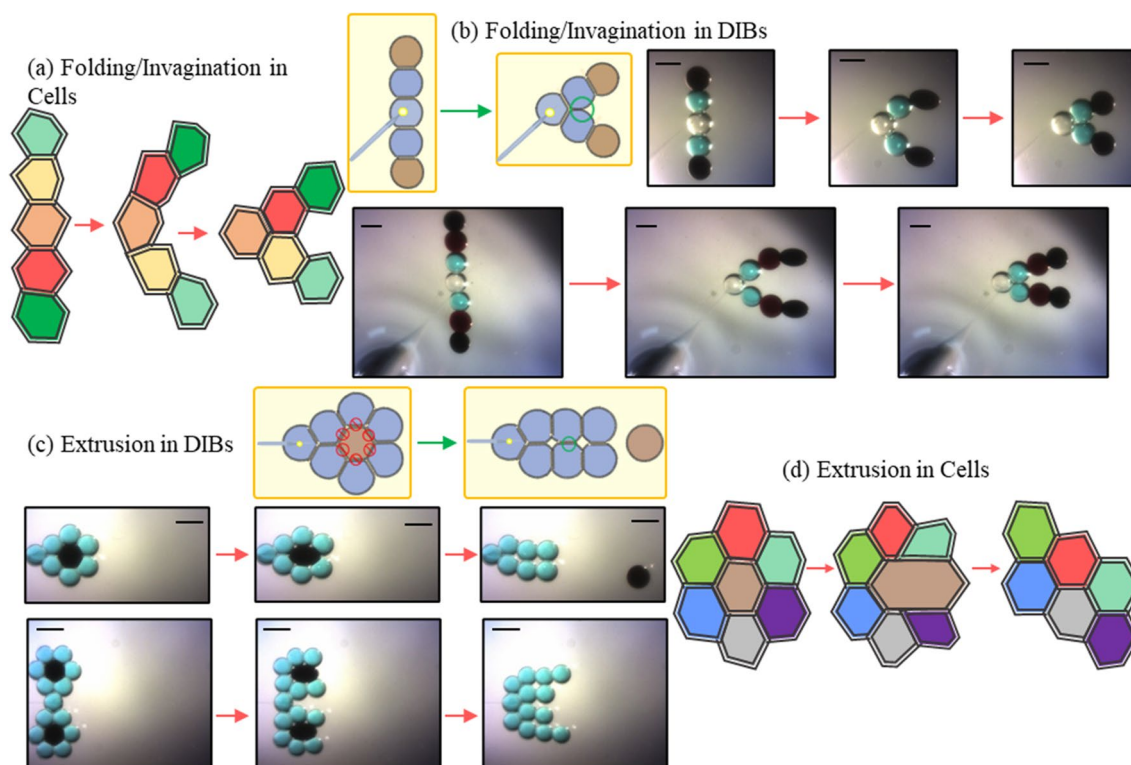 (a) Folding/Invagination in
Cells
(b) Folding/Invagination in DIBs
(c) Extrusion in DIBs
(d) Extrusion in Cells